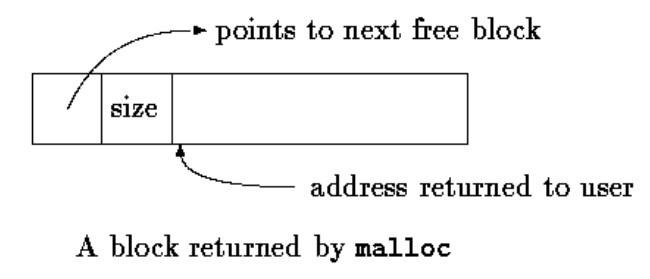 points to next free block
size
address returned to user
A block returned by malloc